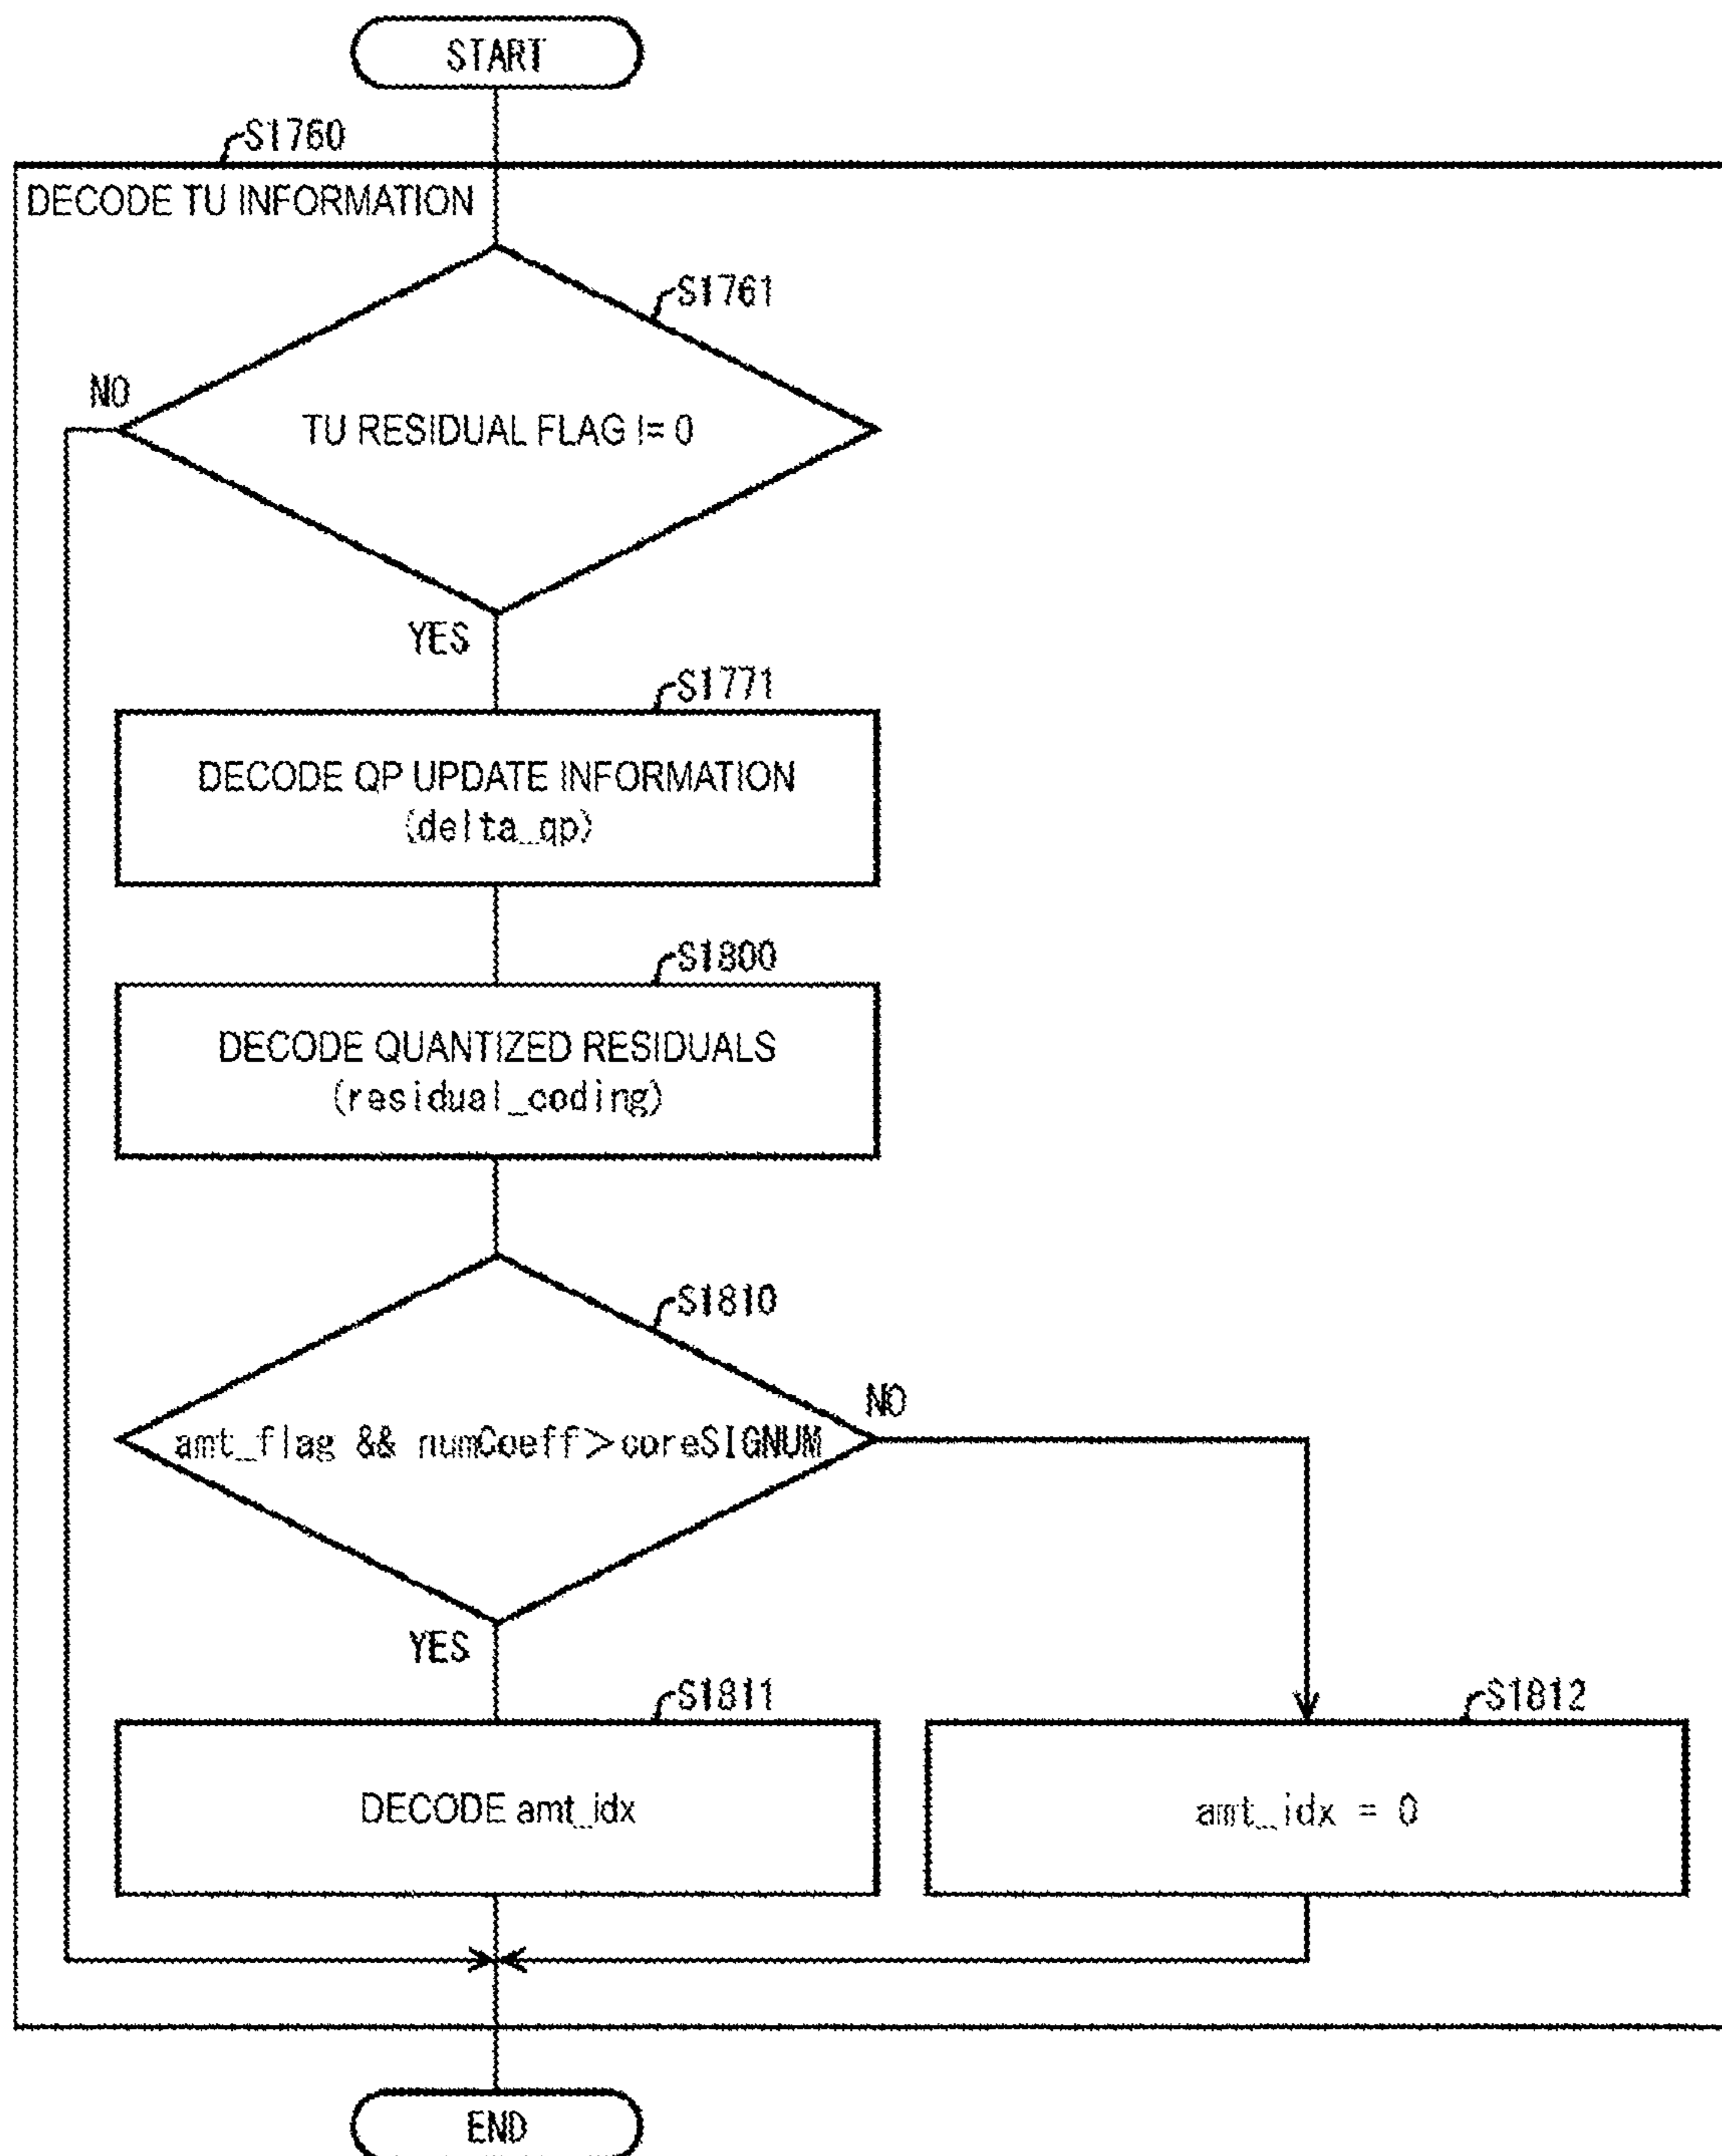 START
S1760
DECODE TU INFORMATION
S1761
NO
TU RESIDUAL FLAG != 0
YES
S1771
DECODE QP UPDATE INFORMATION
(delta_qp)
S1800
DECODE QUANTIZED RESIDUALS
(residual_coding)
S1810
NO
amt_flag && numCoeff>coreSIGNUM
YES
S1811
S1812
DECODE amt_idx
amt_idx = 0
END